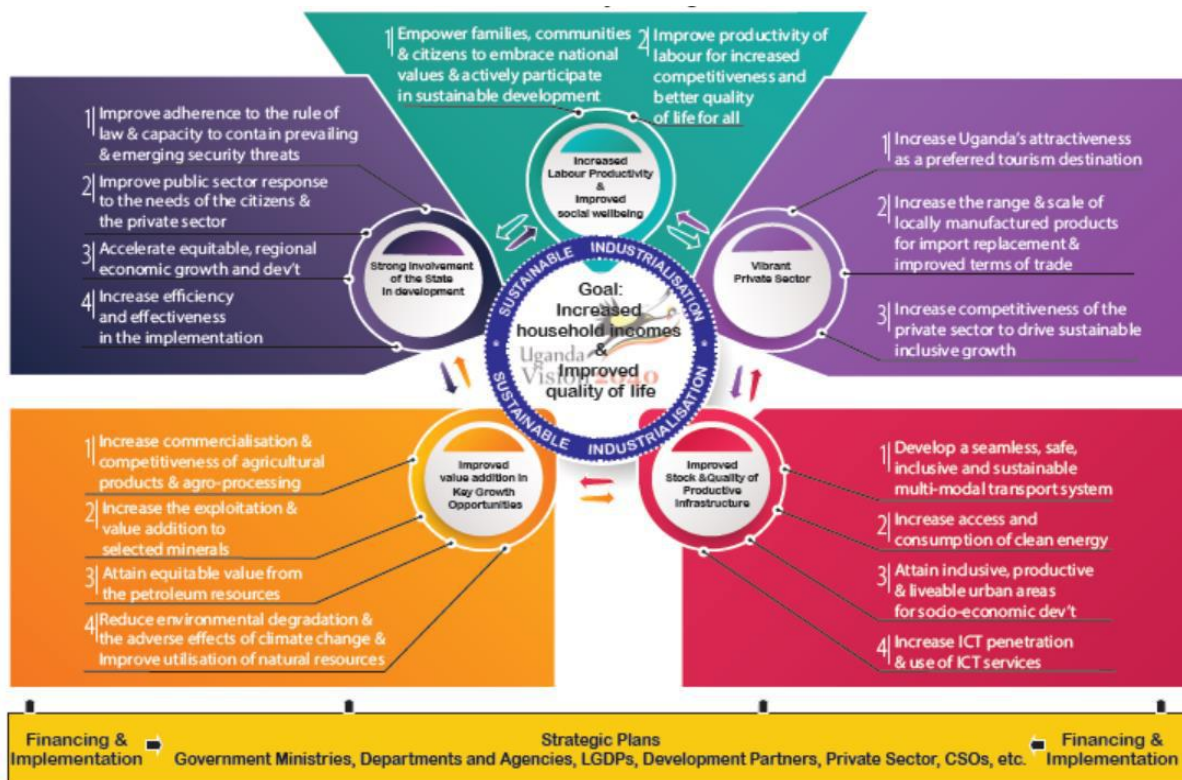 1 Empower families, communities
& citizens to embrace national
values & actively participate
in sustainable development
2 Improve productivity of
labour for increased
competitiveness and
better quality
of life for all
Increased
Labour Productivity
&
Improved
social wellbeing
1 Improve adherence to the rule of
law & capacity to contain prevailing
& emerging security threats
2 Improve public sector response
to the needs of the citizens &
the private sector
3 Accelerate equitable, regional
economic growth and dev't
4 Increase efficiency
and effectiveness
in the implementation
Strong Involvement
of the State
In development
1 Increase Uganda's attractiveness
as a preferred tourism destination
2 Increase the range & scale of
locally manufactured products
for import replacement &
improved terms of trade
3 Increase competitiveness of the
private sector to drive sustainable
inclusive growth
Vibrant
Private Sector
SUSTAINABLE INDUSTRIALISATION
Goal:
Increased
household incomes
&
Improved
quality of life
Uganda
Vision 2040
SUSTAINABLE INDUSTRIALISATION
1 Increase commercialisation &
competitiveness of agricultural
products & agro-processing
2 Increase the exploitation &
value addition to
selected minerals
3 Attain equitable value from
the petroleum resources
4 Reduce environmental degradation &
the adverse effects of climate change &
Improve utilisation of natural resources
Improved
value addition in
Key Growth
Opportunities
Improved
Stock &Quality of
Productive
Infrastructure
1 Develop a seamless, safe,
inclusive and sustainable
multi-modal transport system
2 Increase access and
consumption of clean energy
3 Attain inclusive, productive
& liveable urban areas
for socio-economic dev't
4 Increase ICT penetration
& use of ICT services
Financing &
Implementation
Strategic Plans
Government Ministries, Departments and Agencies, LGDPs, Development Partners, Private Sector, CSOs, etc.
Financing &
Implementation